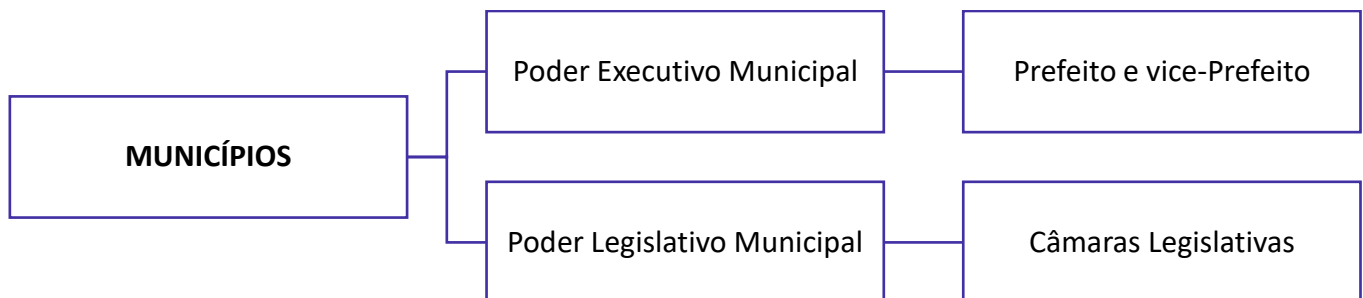 MUNICÍPIOS
Poder Executivo Municipal
Prefeito e vice-Prefeito
Poder Legislativo Municipal
Câmaras Legislativas